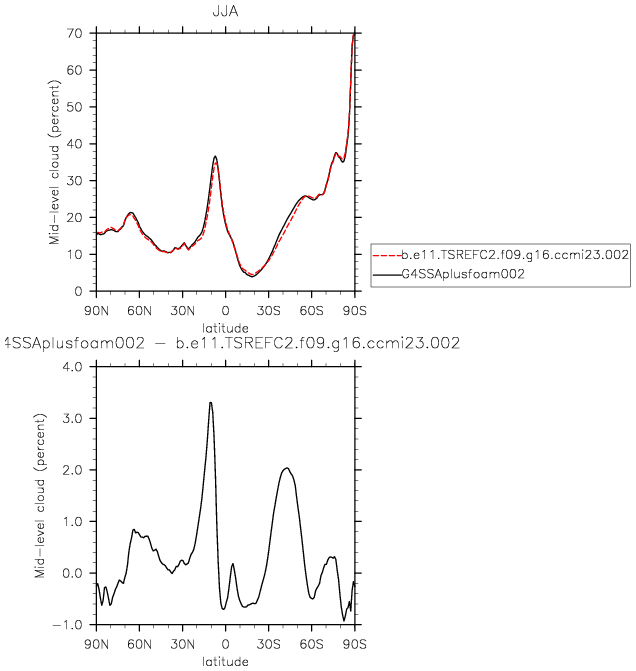 JJA
70
60
50
40
30
20
10
0
Mid-level cloud (percent)
90N 60N 30N 0 30S 60S 90S
latitude
b.e11.TSREFC2.f09.g16.ccmi23.002
G4SSAplusfoam002
4SSAplusfoam002 − b.e11.TSREFC2.f09.g16.ccmi23.002
4.0
3.0
2.0
1.0
0.0
−1.0
Mid-level cloud (percent)
90N 60N 30N 0 30S 60S 90S
latitude